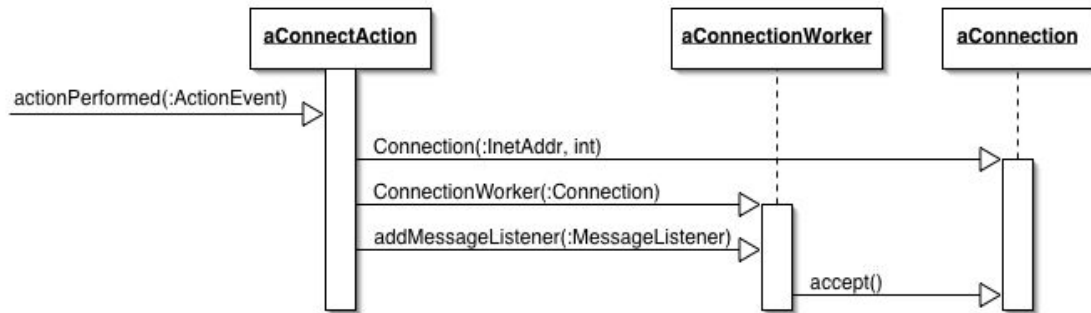 aConnectAction
aConnectionWorker
aConnection
actionPerformed(:ActionEvent)
Connection(:InetAddr, int)
ConnectionWorker(:Connection)
addMessageListener(:MessageListener)
accept()